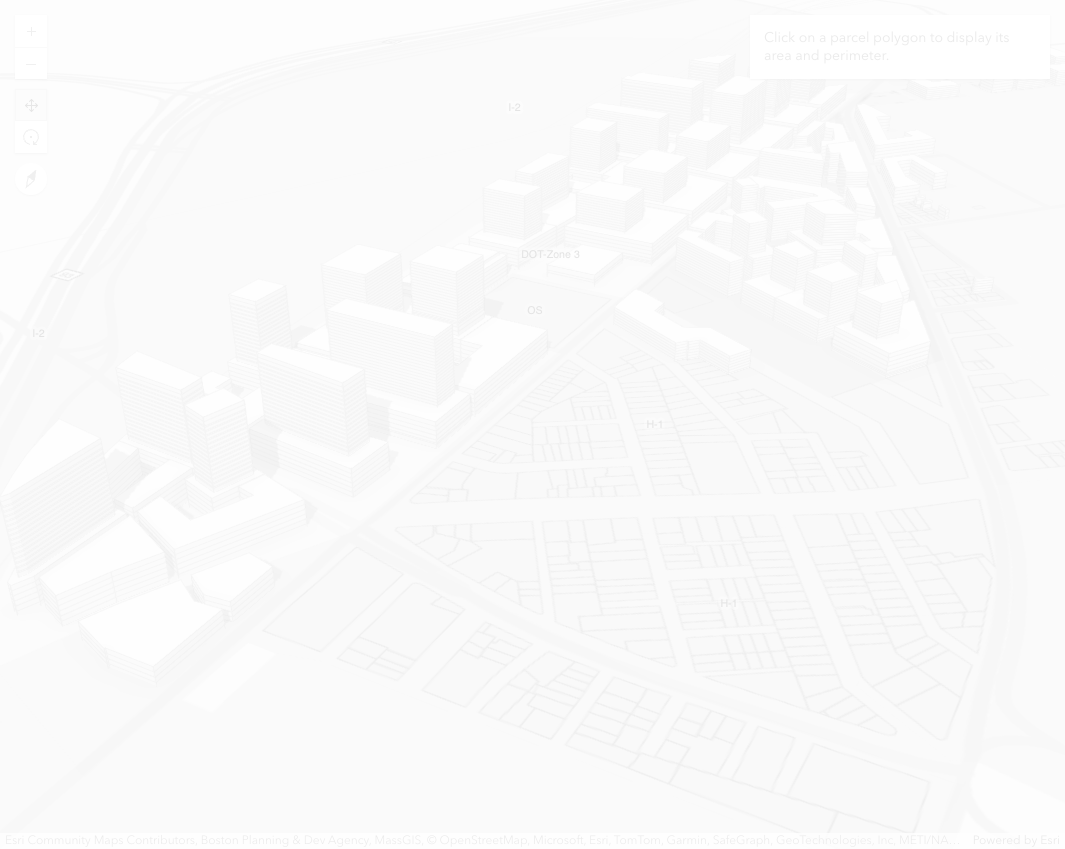 Click on a parcel polygon to display its
area and perimeter.
I-2
DOT-Zone 3
OS
I-2
H-1
H-1
Esri Community Maps Contributors, Boston Planning & Dev Agency, MassGIS, © OpenStreetMap, Microsoft, Esri, TomTom, Garmin, SafeGraph, GeoTechnologies, Inc, METI/NA...
Powered by Esri